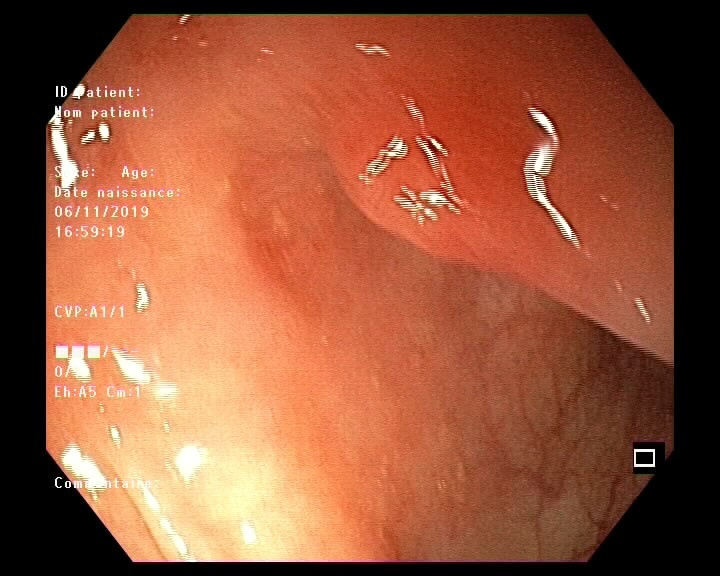 ID patient:
Nom patient:
Sexe: Age:
Date naissance:
06/11/2019
16:59:19
CVP:A1/1
Eh:A5 Cm:1
Commentaire: